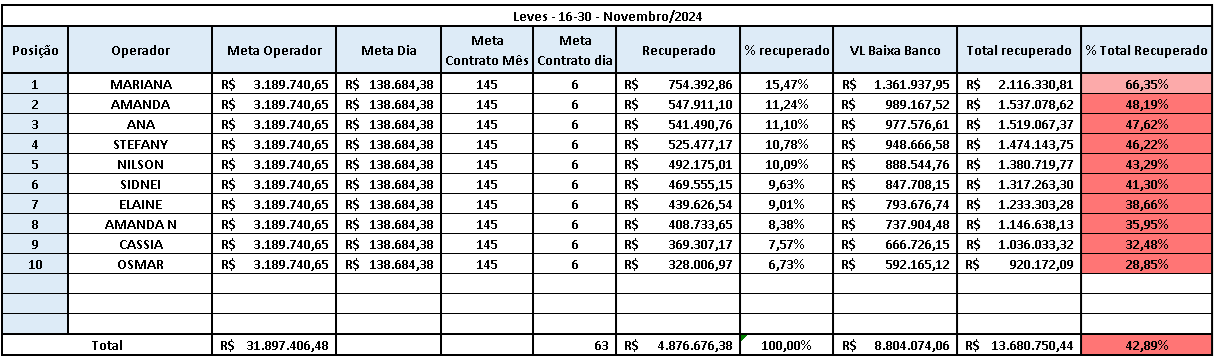 Leves - 16-30 - Novembro/2024
Posição Operador Meta Operador Meta Dia Meta Contrato Mês Meta Contrato dia Recuperado % recuperado VL Baixa Banco Total recuperado % Total Recuperado
1 MARIANA R$ 3.189.740,65 R$ 138.684,38 145 6 R$ 754.392,86 15,47% R$ 1.361.937,95 R$ 2.116.330,81 66,35%
2 AMANDA R$ 3.189.740,65 R$ 138.684,38 145 6 R$ 547.911,10 11,24% R$ 989.167,52 R$ 1.537.078,62 48,19%
3 ANA R$ 3.189.740,65 R$ 138.684,38 145 6 R$ 541.490,76 11,10% R$ 977.576,61 R$ 1.519.067,37 47,62%
4 STEFANY R$ 3.189.740,65 R$ 138.684,38 145 6 R$ 525.477,17 10,78% R$ 948.666,58 R$ 1.474.143,75 46,22%
5 NILSON R$ 3.189.740,65 R$ 138.684,38 145 6 R$ 492.175,01 10,09% R$ 888.544,76 R$ 1.380.719,77 43,29%
6 SIDNEI R$ 3.189.740,65 R$ 138.684,38 145 6 R$ 469.555,15 9,63% R$ 847.708,15 R$ 1.317.263,30 41,30%
7 ELAINE R$ 3.189.740,65 R$ 138.684,38 145 6 R$ 439.626,54 9,01% R$ 793.676,74 R$ 1.233.303,28 38,66%
8 AMANDA N R$ 3.189.740,65 R$ 138.684,38 145 6 R$ 408.733,65 8,38% R$ 737.904,48 R$ 1.146.638,13 35,95%
9 CASSIA R$ 3.189.740,65 R$ 138.684,38 145 6 R$ 369.307,17 7,57% R$ 666.726,15 R$ 1.036.033,32 32,48%
10 OSMAR R$ 3.189.740,65 R$ 138.684,38 145 6 R$ 328.006,97 6,73% R$ 592.165,12 R$ 920.172,09 28,85%
Total R$ 31.897.406,48 63 R$ 4.876.676,38 100,00% R$ 8.804.074,06 R$ 13.680.750,44 42,89%